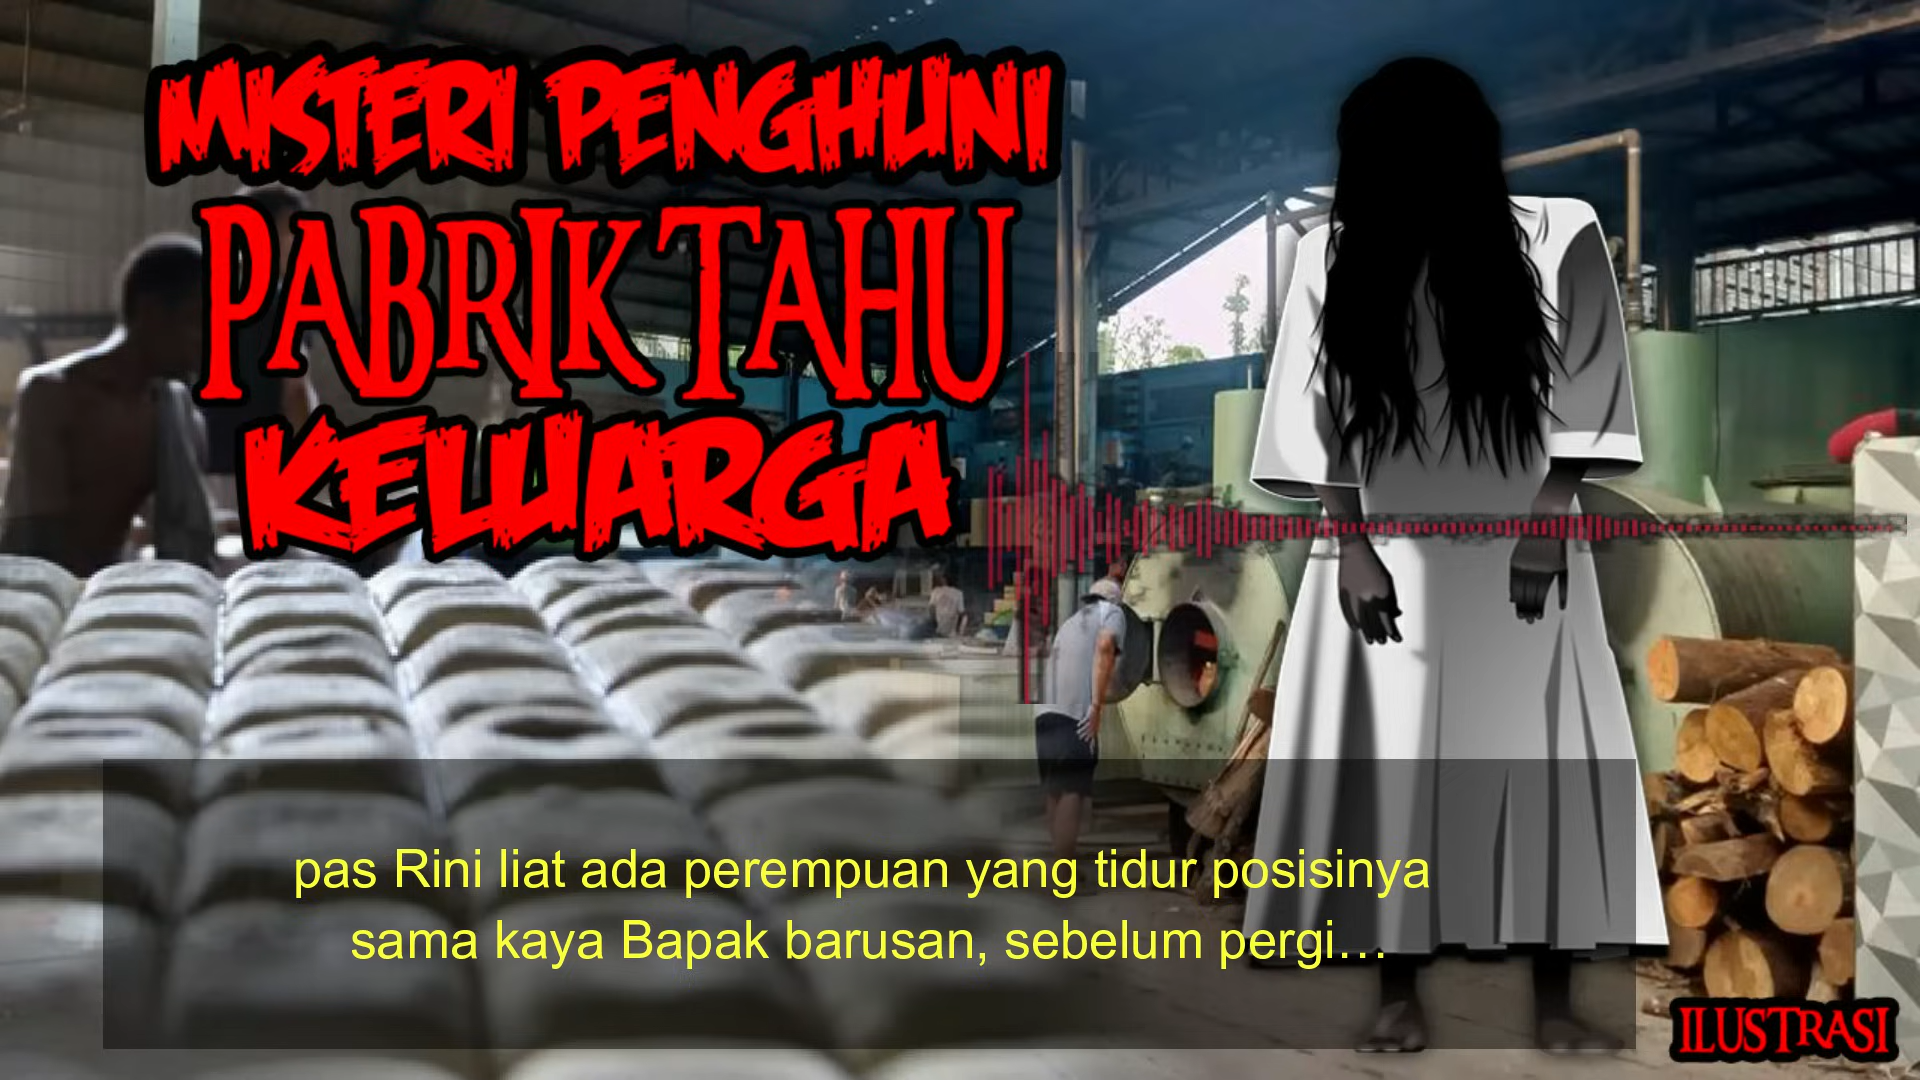 MISTERI PENGHUNI
PABRIK TAHU
KELUARGA
pas Rini liat ada perempuan yang tidur posisinya
sama kaya Bapak barusan, sebelum pergi…
ILUSTRASI